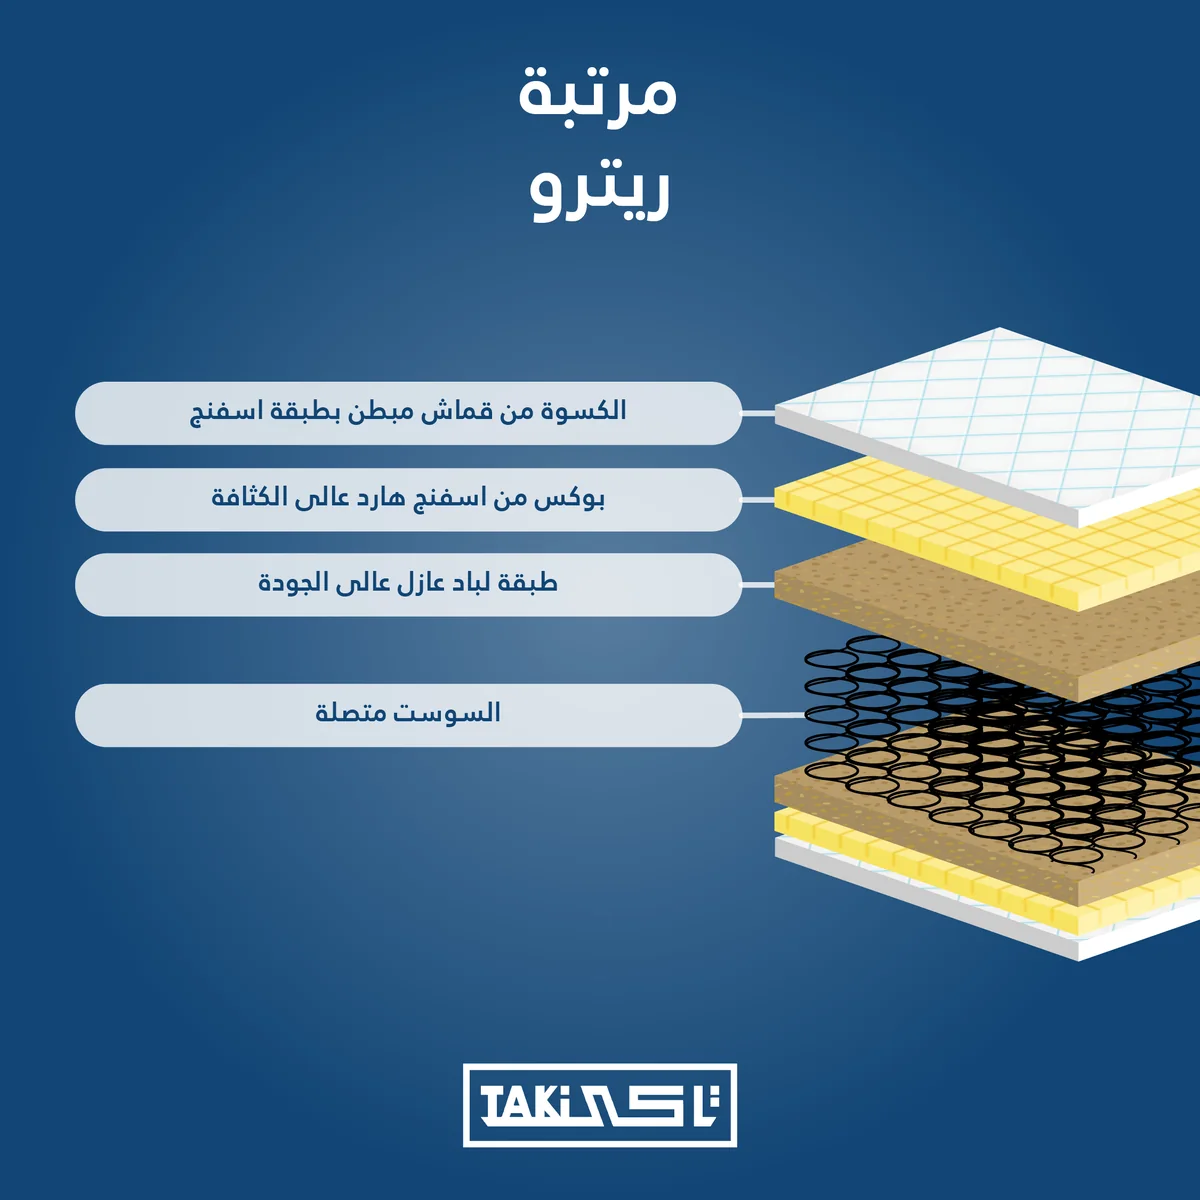 مرتبة
ريترو
الكسوة من قماش مبطن بطبقة اسفنج
بوكس من اسفنج هارد عالى الكثافة
طبقة لباد عازل عالى الجودة
السوست متصلة
TAKi تاكى